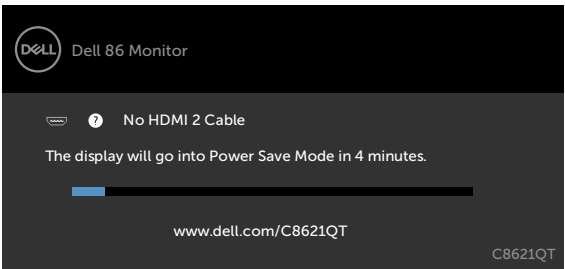 DELL
Dell 86 Monitor
? No HDMI 2 Cable
The display will go into Power Save Mode in 4 minutes.
www.dell.com/C8621QT
C8621QT